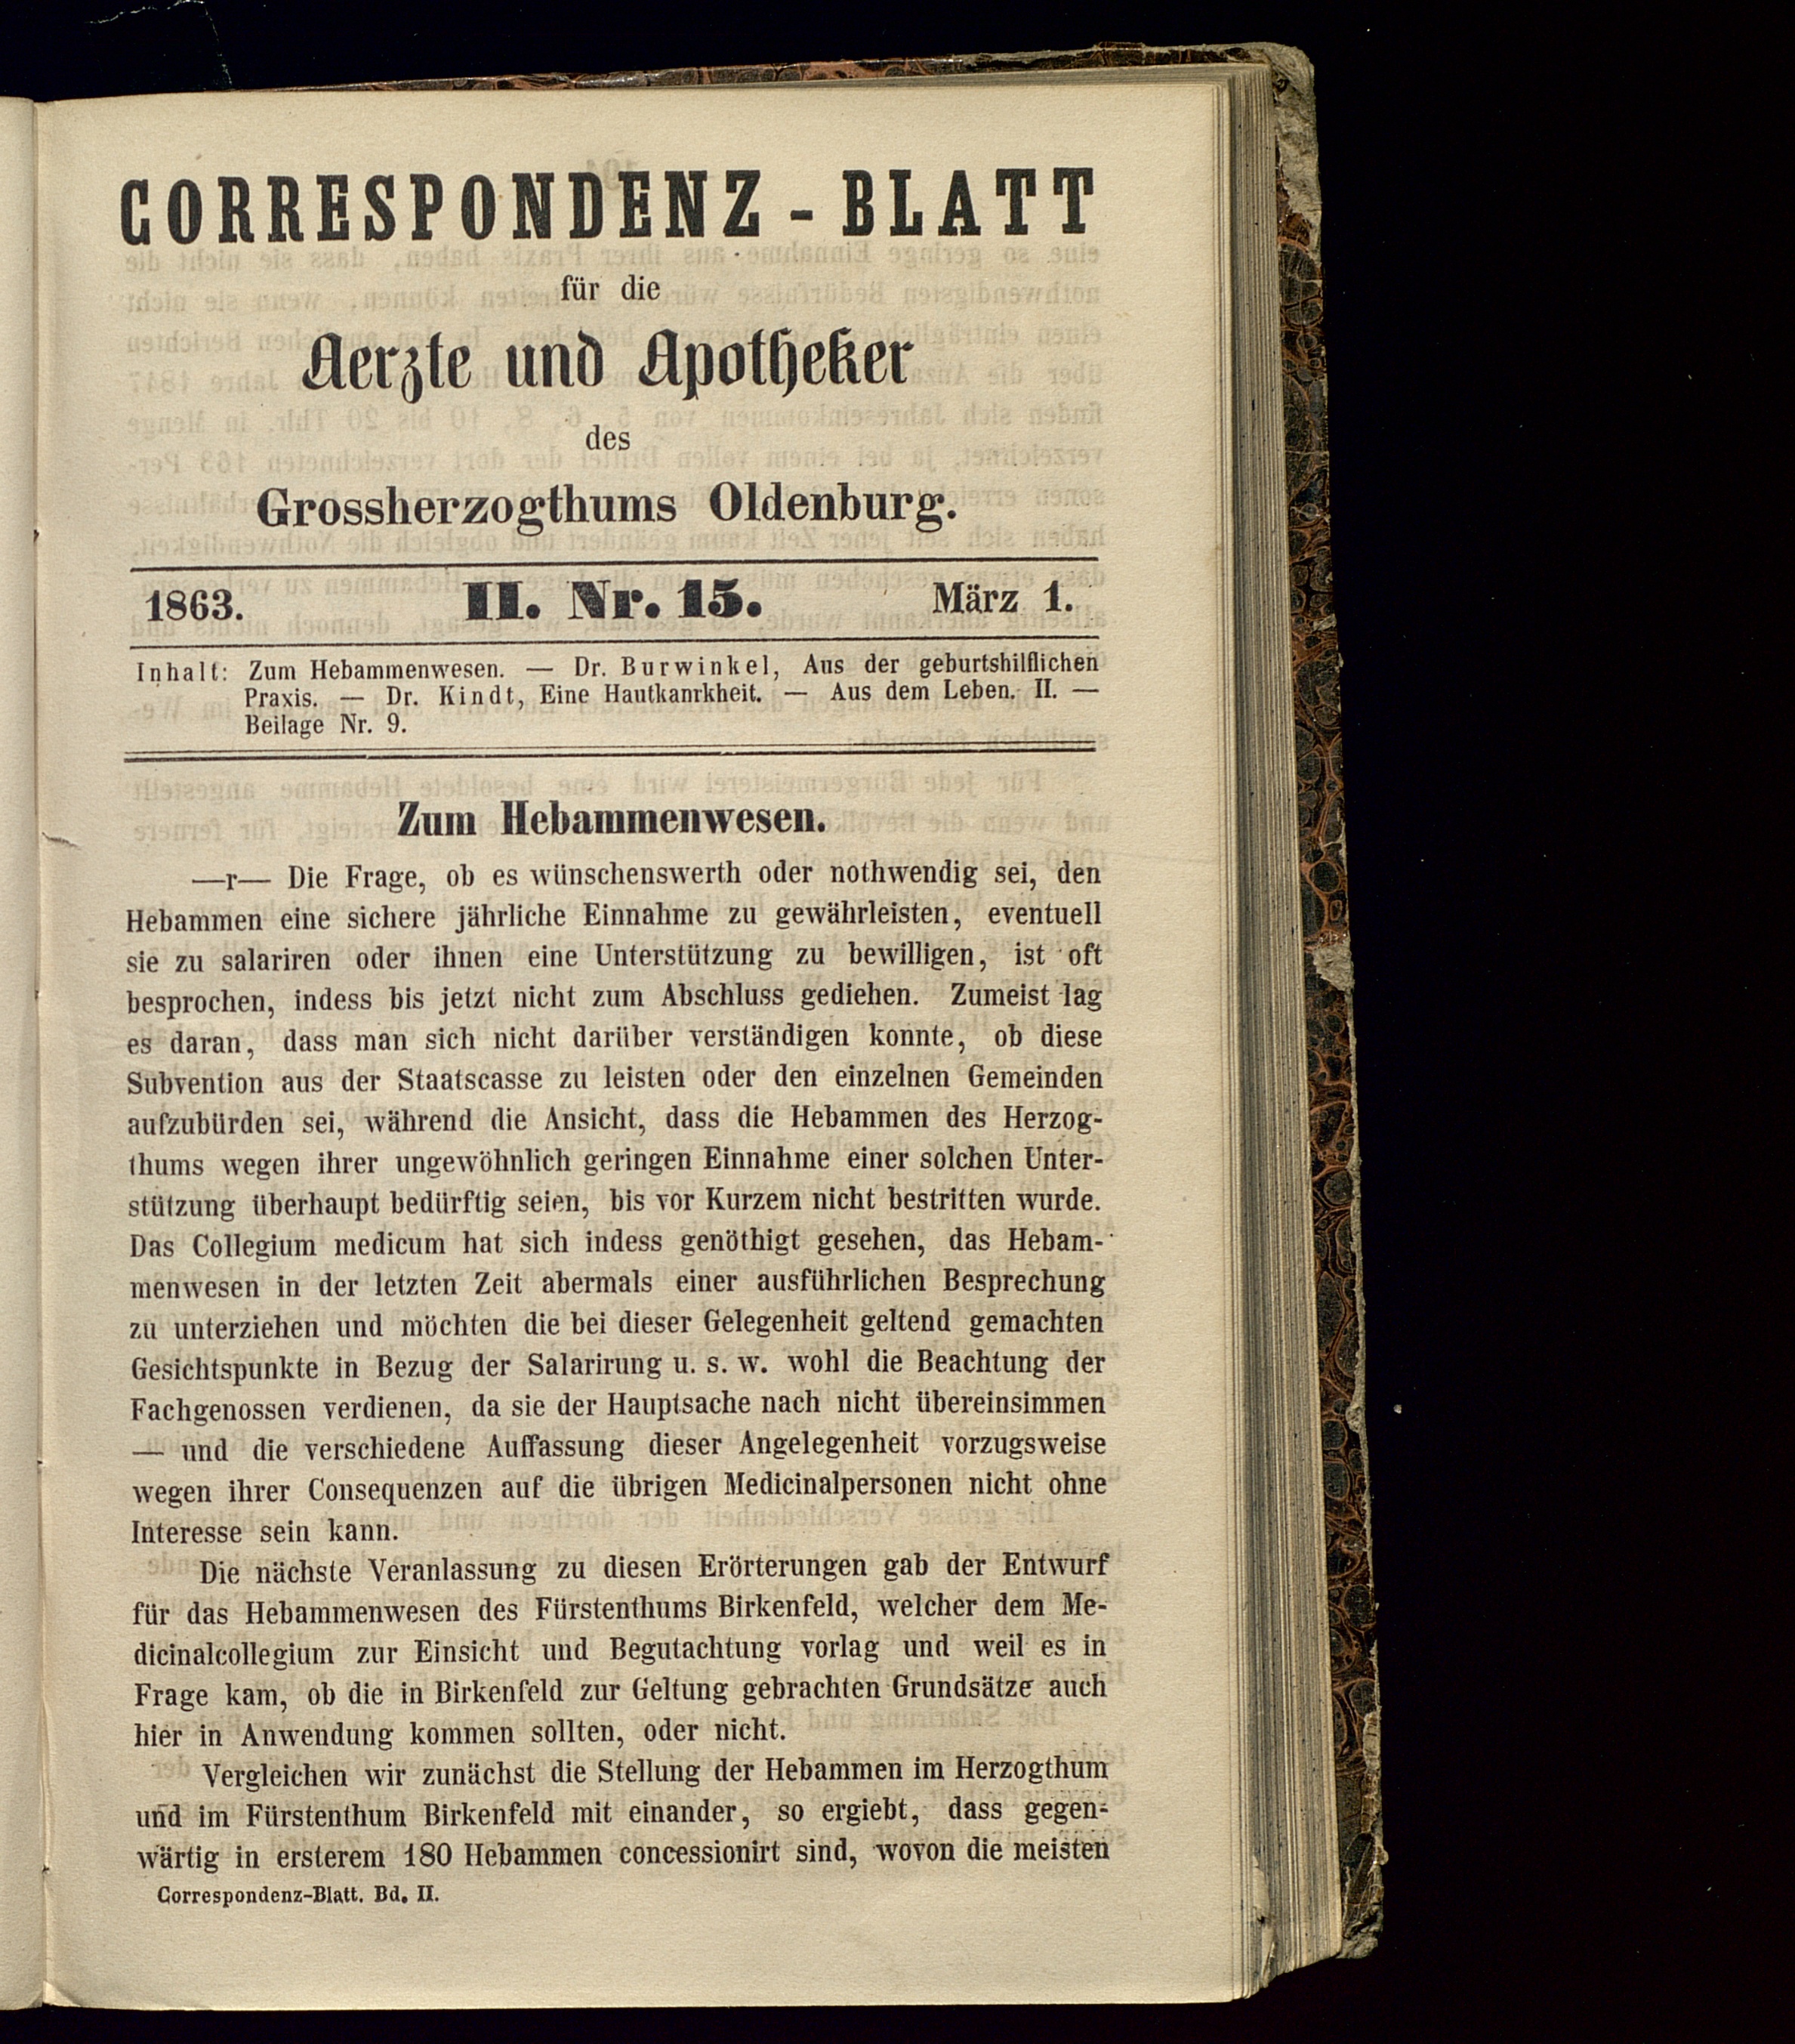 CORRESPONDENZ - BLATT
für die
Aerzte und Apotheker
des
Grossherzogthums Oldenburg.
1863. II. Nr. 15. März 1.
Inhalt: Zum Hebammenwesen. — Dr. Burwinkel, Aus der geburtshilflichen
Praxis. — Dr. Kindt, Eine Hautkanrkheit. — Aus dem Leben. II. —
Beilage Nr. 9.
Zum Hebammenwesen.
—r— Die Frage, ob es wünschenswerth oder nothwendig sei, den
Hebammen eine sichere jährliche Einnahme zu gewährleisten, eventuell
sie zu salariren oder ihnen eine Unterstützung zu bewilligen, ist oft
besprochen, indess bis jetzt nicht zum Abschluss gediehen. Zumeist lag
es daran, dass man sich nicht darüber verständigen konnte, ob diese
Subvention aus der Staatscasse zu leisten oder den einzelnen Gemeinden
aufzubürden sei, während die Ansicht, dass die Hebammen des Herzog-
thums wegen ihrer ungewöhnlich geringen Einnahme einer solchen Unter-
stützung überhaupt bedürftig seien, bis vor Kurzem nicht bestritten wurde.
Das Collegium medicum hat sich indess genöthigt gesehen, das Hebam-
menwesen in der letzten Zeit abermals einer ausführlichen Besprechung
zu unterziehen und möchten die bei dieser Gelegenheit geltend gemachten
Gesichtspunkte in Bezug der Salarirung u. s. w. wohl die Beachtung der
Fachgenossen verdienen, da sie der Hauptsache nach nicht übereinsimmen
— und die verschiedene Auffassung dieser Angelegenheit vorzugsweise
wegen ihrer Consequenzen auf die übrigen Medicinalpersonen nicht ohne
Interesse sein kann.
Die nächste Veranlassung zu diesen Erörterungen gab der Entwurf
für das Hebammenwesen des Fürstenthums Birkenfeld, welcher dem Me-
dicinalcollegium zur Einsicht und Begutachtung vorlag und weil es in
Frage kam, ob die in Birkenfeld zur Geltung gebrachten Grundsätze auch
hier in Anwendung kommen sollten, oder nicht.
Vergleichen wir zunächst die Stellung der Hebammen im Herzogthum
und im Fürstenthum Birkenfeld mit einander, so ergiebt, dass gegen-
wärtig in ersterem 180 Hebammen concessionirt sind, wovon die meisten
Correspondenz-Blatt. Bd. II.